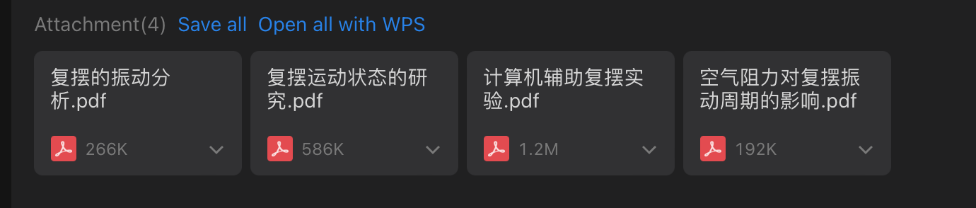 Attachment(4) Save all Open all with WPS
复摆的振动分
析.pdf
266K
复摆运动状态的研
究.pdf
586K
计算机辅助复摆实
验.pdf
1.2M
空气阻力对复摆振
动周期的影响.pdf
192K